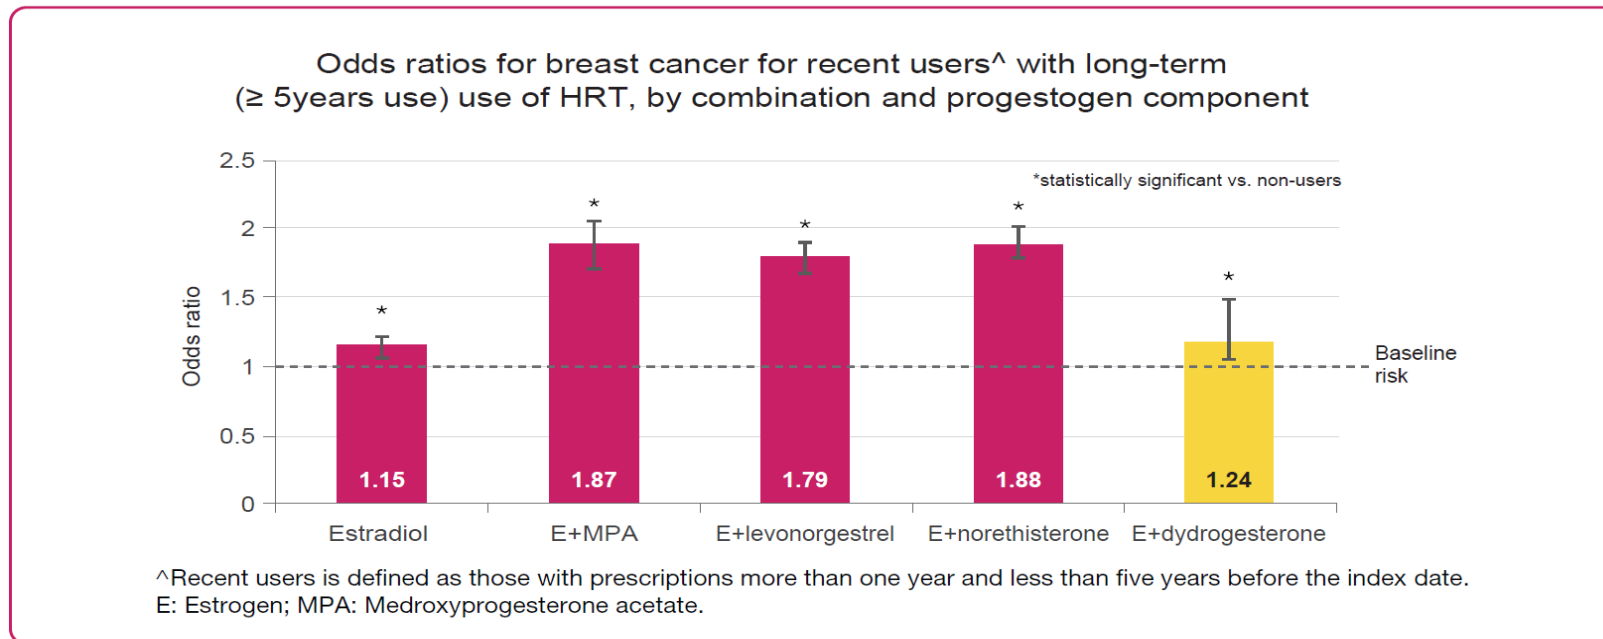 Odds ratios for breast cancer for recent users^ with long-term
(≥ 5years use) use of HRT, by combination and progestogen component
2.5
*statistically significant vs. non-users
*
*
*
*
*
2
1.5
1
0.5
0
Odds ratio
Baseline
risk
1.15
1.87
1.79
1.88
1.24
Estradiol
E+MPA
E+levonorgestrel
E+norethisterone
E+dydrogesterone
^Recent users is defined as those with prescriptions more than one year and less than five years before the index date.
E: Estrogen; MPA: Medroxyprogesterone acetate.